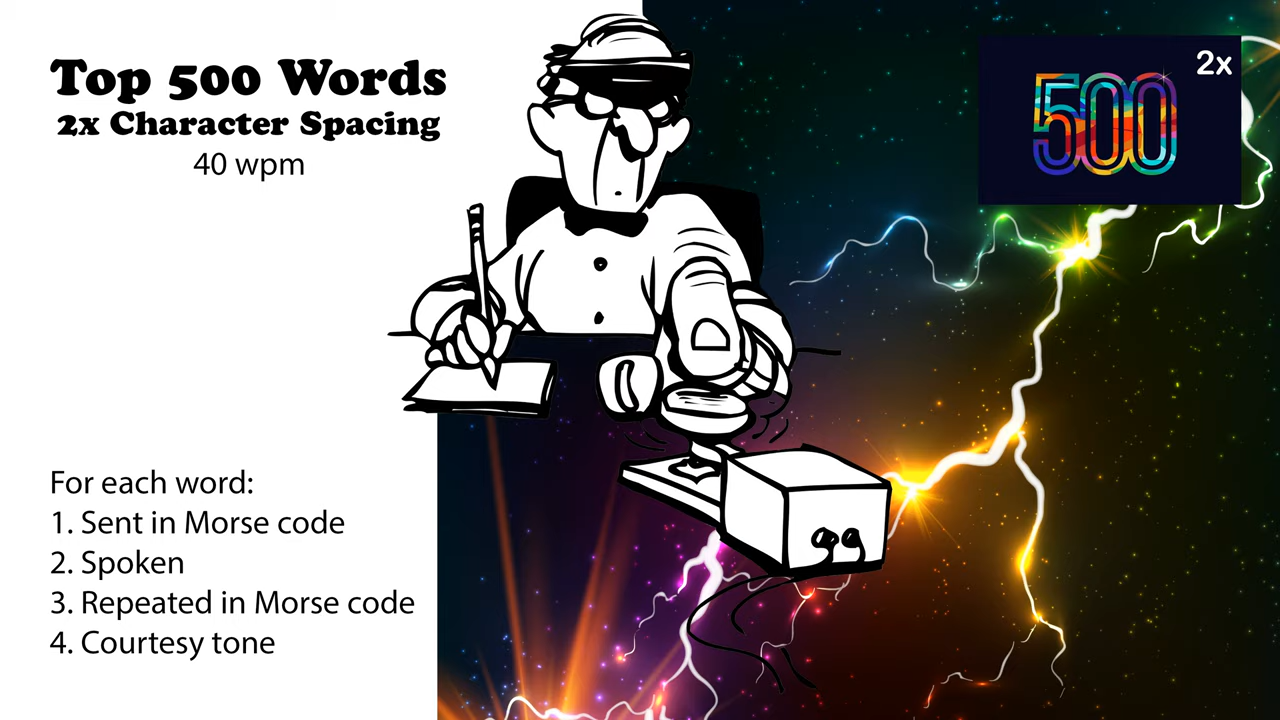 Top 500 Words
2x Character Spacing
40 wpm
2x
500
For each word:
1. Sent in Morse code
2. Spoken
3. Repeated in Morse code
4. Courtesy tone